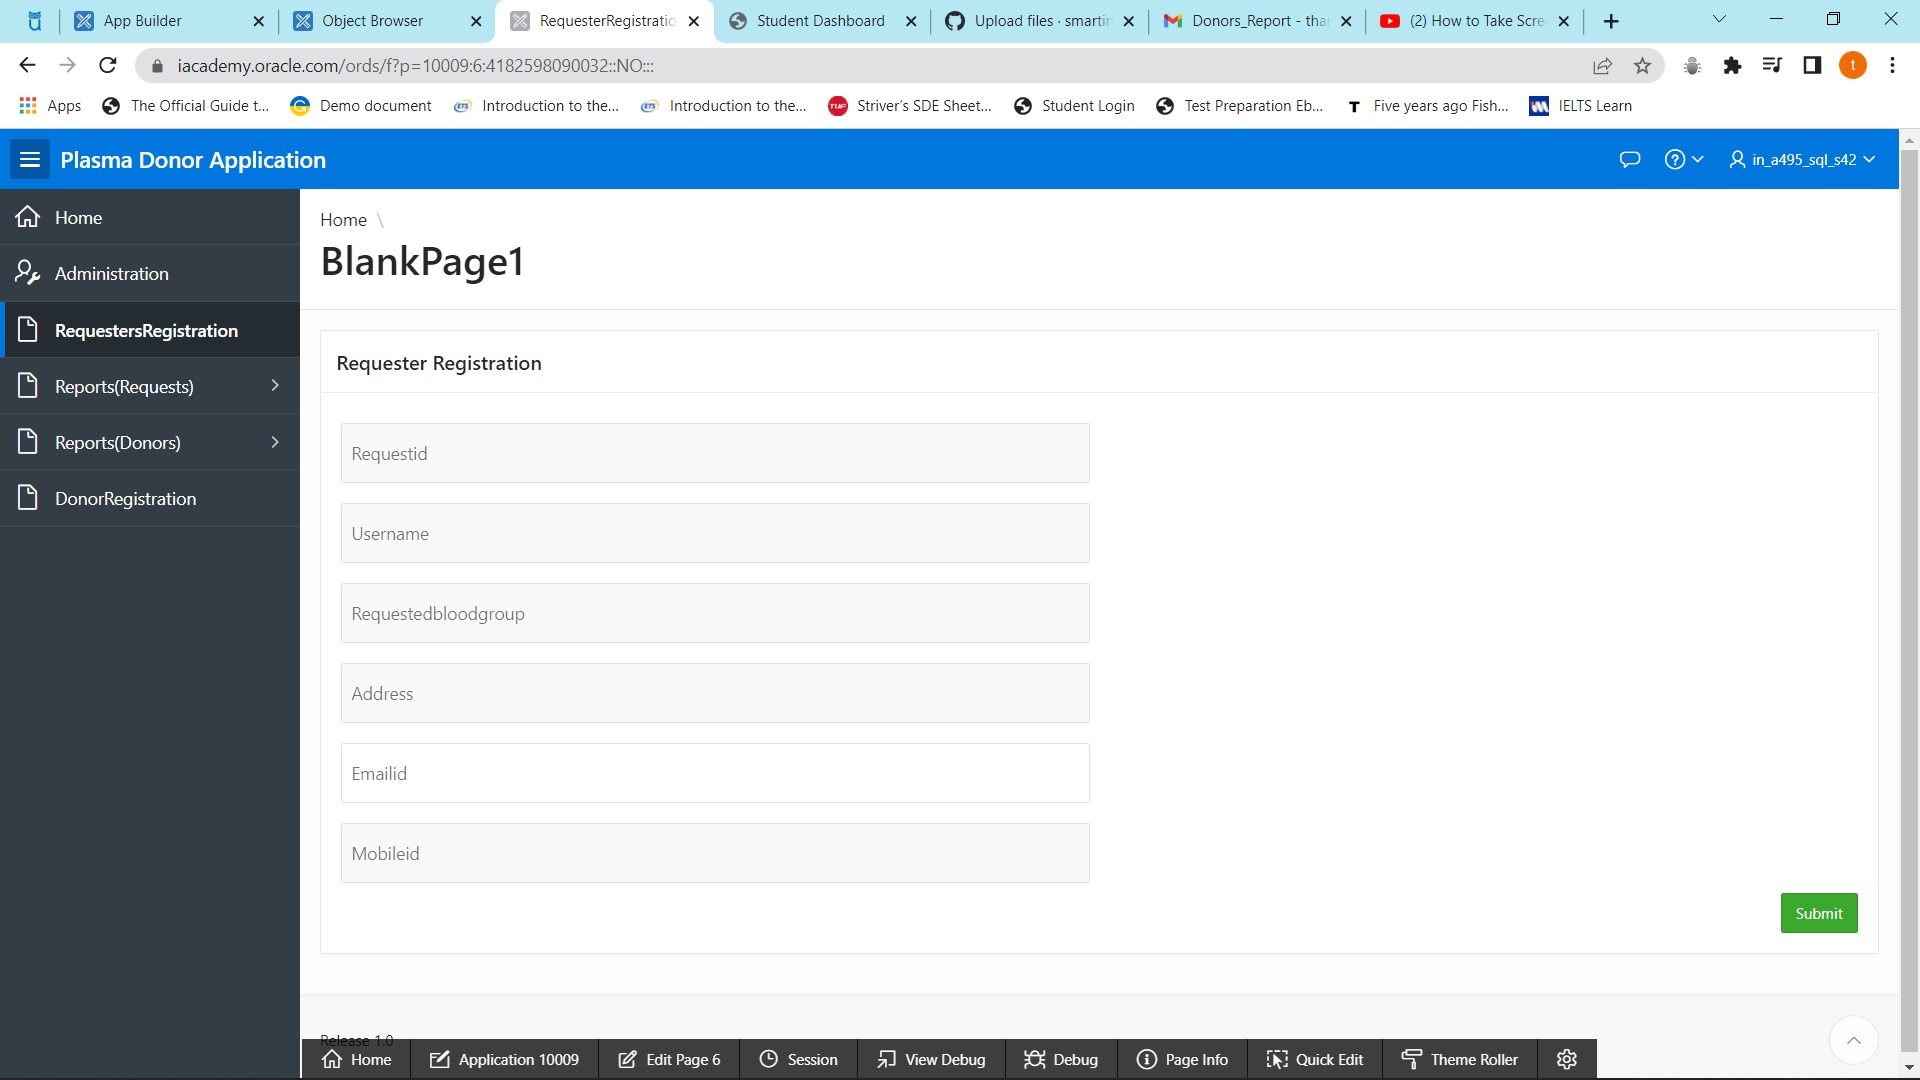 App Builder
Object Browser
RequesterRegistratio
Student Dashboard
Upload files · smartin
Donors_Report - tha
(2) How to Take Scre
iacademy.oracle.com/ords/f?p=10009:6:4182598090032::NO:::
t
Apps
The Official Guide t...
Demo document
Introduction to the...
Introduction to the...
Striver's SDE Sheet...
Student Login
Test Preparation Eb...
Five years ago Fish...
IELTS Learn
Plasma Donor Application
in_a495_sql_s42
Home
Administration
RequestersRegistration
Reports(Requests)
Reports(Donors)
DonorRegistration
Home \
BlankPage1
Requester Registration
Requestid
Username
Requestedbloodgroup
Address
Emailid
Mobileid
Submit
Release 1.0
Home
Application 10009
Edit Page 6
Session
View Debug
Debug
Page Info
Quick Edit
Theme Roller